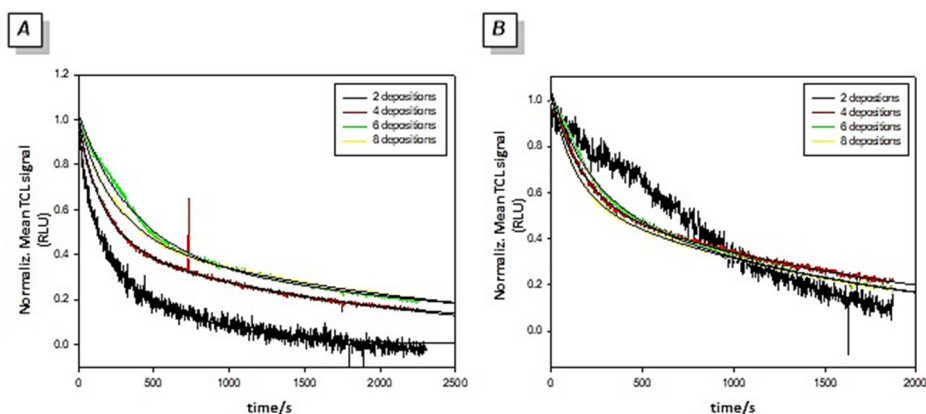 A
B
1.2
1.0
0.8
0.6
0.4
0.2
0.0
Normaliz. Mean TCL signal
(RLU)
2 depositions
4 depositions
6 depositions
8 depositions
0
500
1000
1500
2000
2500
time/s
1.0
0.8
0.6
0.4
0.2
0.0
Normaliz. Mean TCL signal
(RLU)
2 depositions
4 depositions
6 depositions
8 depositions
0
500
1000
1500
2000
time/s